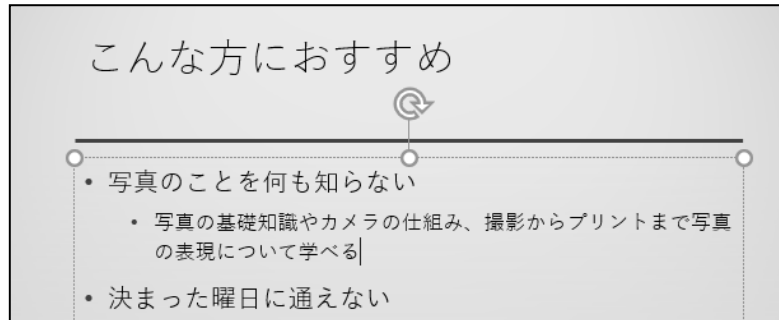 こんな方におすすめ
• 写真のことを何も知らない
• 写真の基礎知識やカメラの仕組み、撮影からプリントまで写真
の表現について学べる
• 決まった曜日に通えない